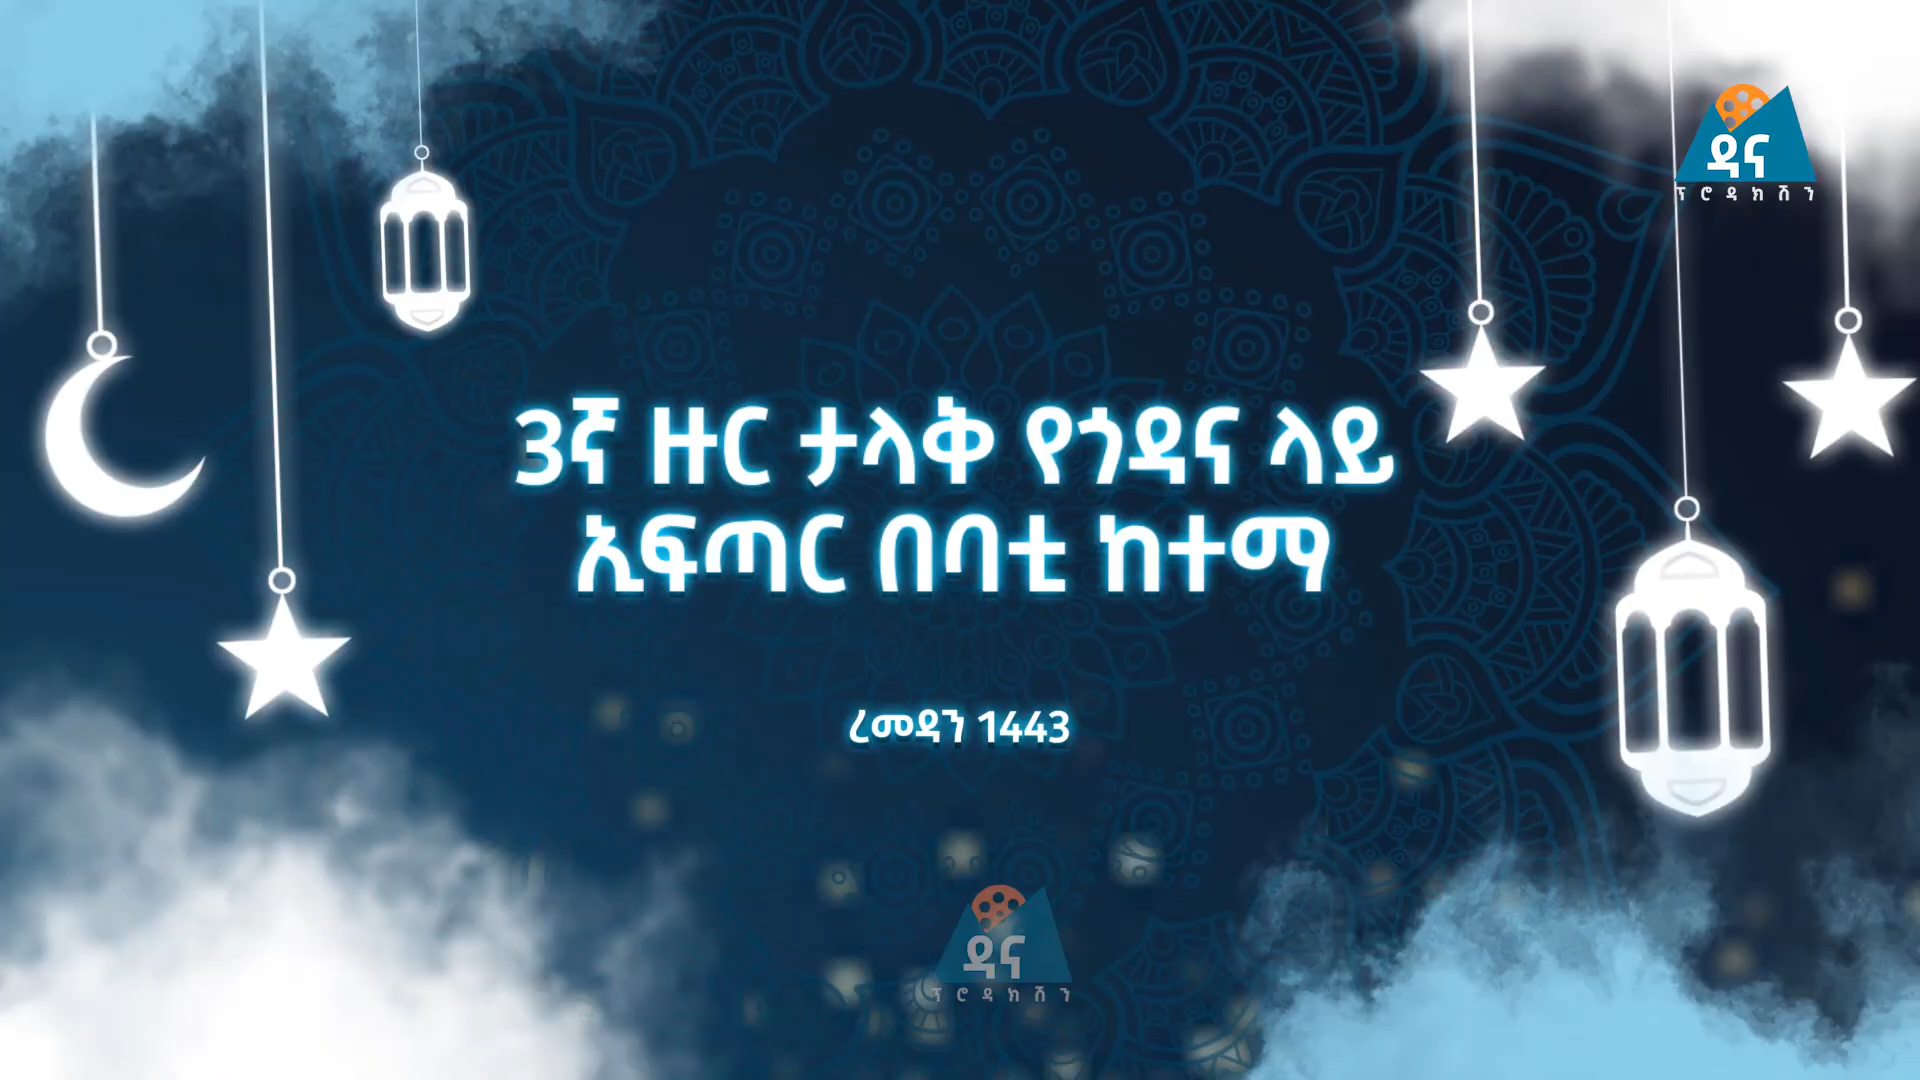 ዳና
ፕሮዳክሽን
3ኛ ዙር ታላቅ የጎዳና ላይ
ኢፍጣር በባቲ ከተማ
ረመዳን 1443
ዳና
ፕሮዳክሽን